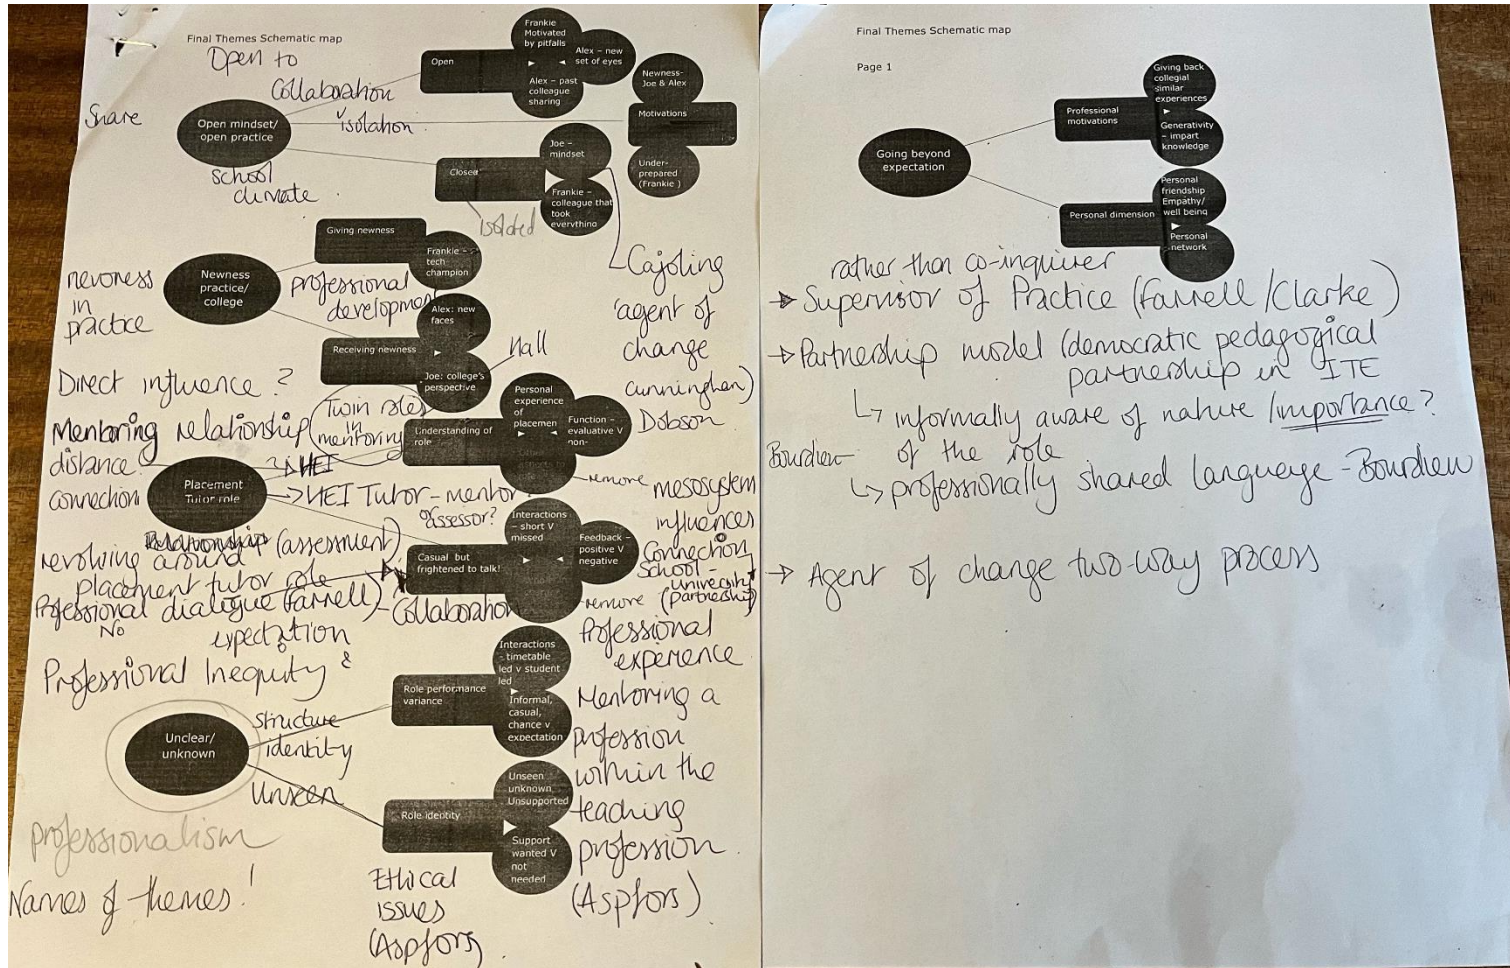 Final Themes Schematic map
Open to
Collaboration
v isolation.
Share
Open mindset/
open practice
school
climate
Open
Frankie
Motivated
by pitfalls
Alex – new
set of eyes
Alex – past
colleague
sharing
Newness-
Joe & Alex
Motivations
Under-
prepared
(Frankie )
Closed
isolated
Joe –
mindset
Frankie –
colleague that
took
everything
Cajoling
'agent of
change
Cunningham)
Dobson
newness
in
practice
Newness
practice/
college
Giving newness
Frankie –
tech
champion
professional
development
Alex: new
faces
Receiving newness
Joe: college's
perspective
Hall
Direct influence ?
Mentoring relationship
distance
connection
Twin roles
in
mentoring
Placement
Tutor role
HEI
→ HEI Tutor – mentor
or assessor?
Understanding of
role
Personal
experience
of
placemen
Function –
evaluative V
non-
remove
mesosystem
influences
Connection
School -
University
(partnership)
Relationship (assessment)
revolving around
placement tutor role
Professional dialogue (Farrell)
- Collaboration
No
expectation
Casual but
frightened to talk!
Interactions
– short V
missed
Feedback –
positive V
negative
remove
Professional
experience
Professional Inequity
Unclear/
unknown
structure
identity
Unseen
Role performance
variance
Interactions
- timetable
led v student
led
Informal,
casual,
chance v
expectation
Mentoring a
profession
within the
teaching
profession.
(Aspfors)
Role identity
Unseen
unknown
Unsupported
Support
wanted V
not
needed
professionalism
Names of themes !
Ethical
issues
(Aspfors)
Final Themes Schematic map
Page 1
Going beyond
expectation
Professional
motivations
Giving back
collegial
similar
experiences
Generativity
– impart
knowledge
Personal dimension
Personal
friendship
Empathy/
well being
Personal
network
rather than co-inquirer
→ Supervisor of Practice (Farrell/Clarke)
→ Partnership model (democratic pedagogical
partnership in ITE
↳ informally aware of nature /importance?
of the role
Bourdieu
↳ professionally shared language - Bourdieu
→ Agent of change two-way process